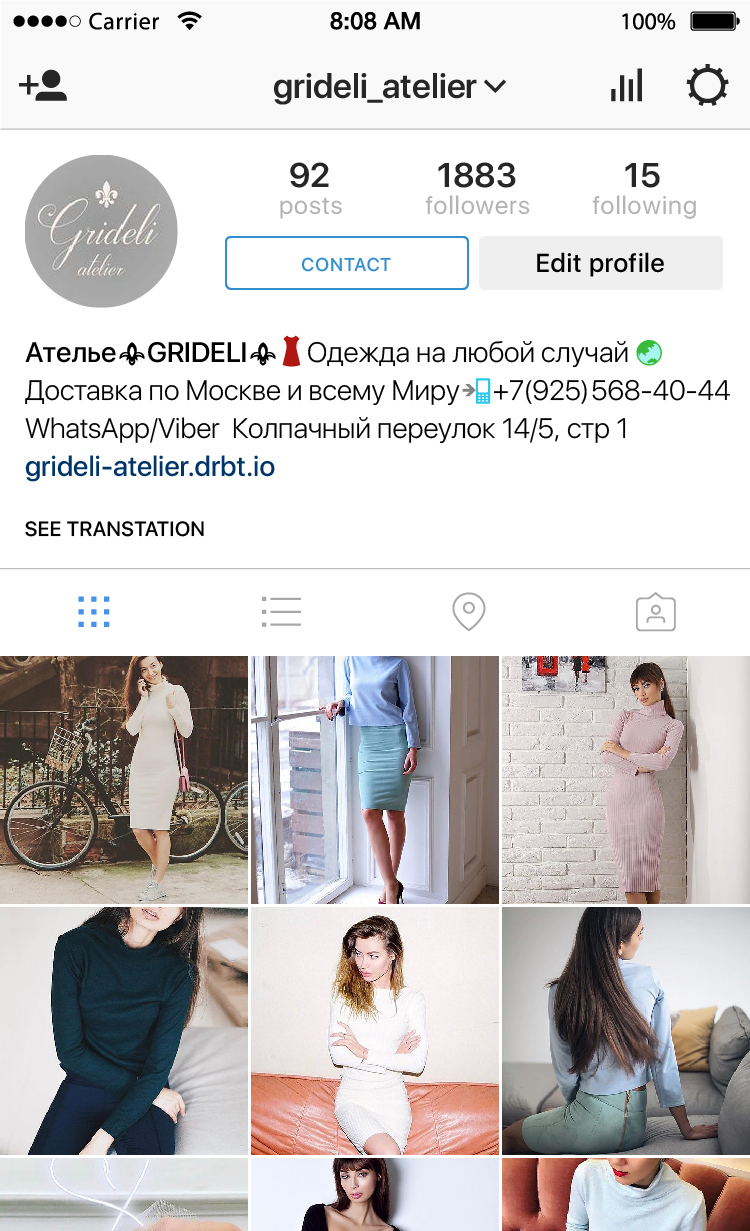 Carrier 8:08 AM 100%
grideli_atelier
92 1883 15
posts followers following
Grideli
atelier
CONTACT Edit profile
Ателье⚜GRIDELI⚜👗Одежда на любой случай 🌏
Доставка по Москве и всему Миру📲+7(925)568-40-44
WhatsApp/Viber Колпачный переулок 14/5, стр 1
grideli-atelier.drbt.io
SEE TRANSTATION